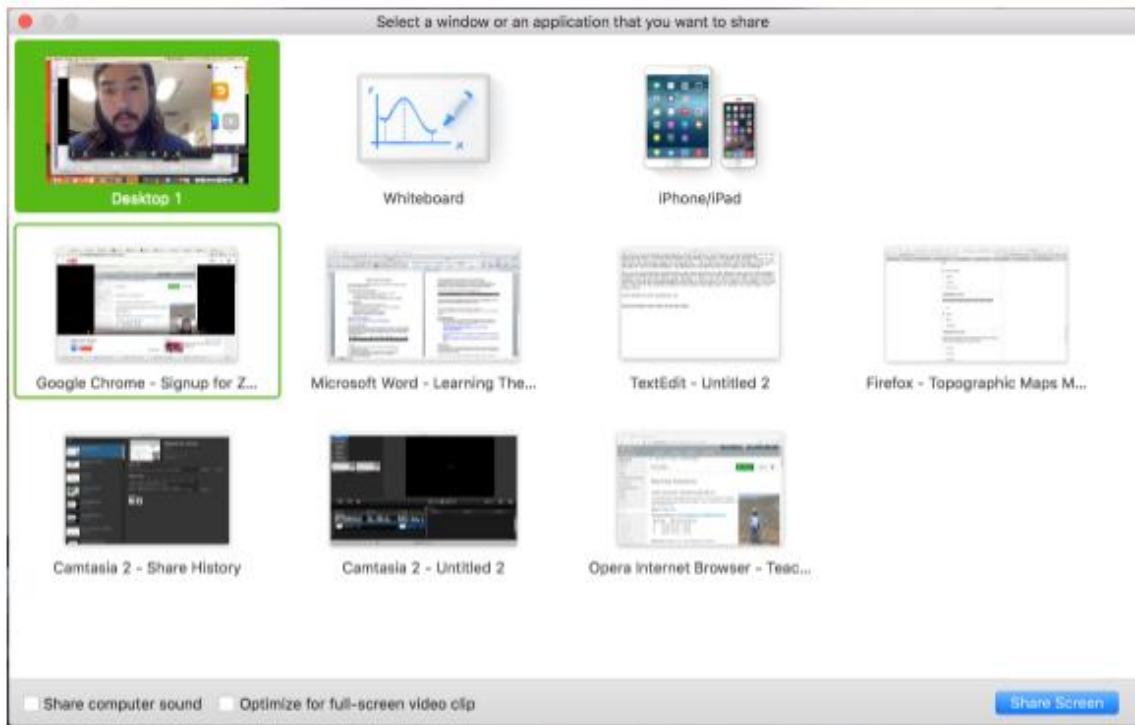 Select a window or an application that you want to share
Desktop 1
Whiteboard
iPhone/iPad
Google Chrome - Signup for Z...
Microsoft Word - Learning The...
TextEdit - Untitled 2
Firefox - Topographic Maps M...
Camtasia 2 - Share History
Camtasia 2 - Untitled 2
Opera Internet Browser - Teac...
Share computer sound
Optimize for full-screen video clip
Share Screen